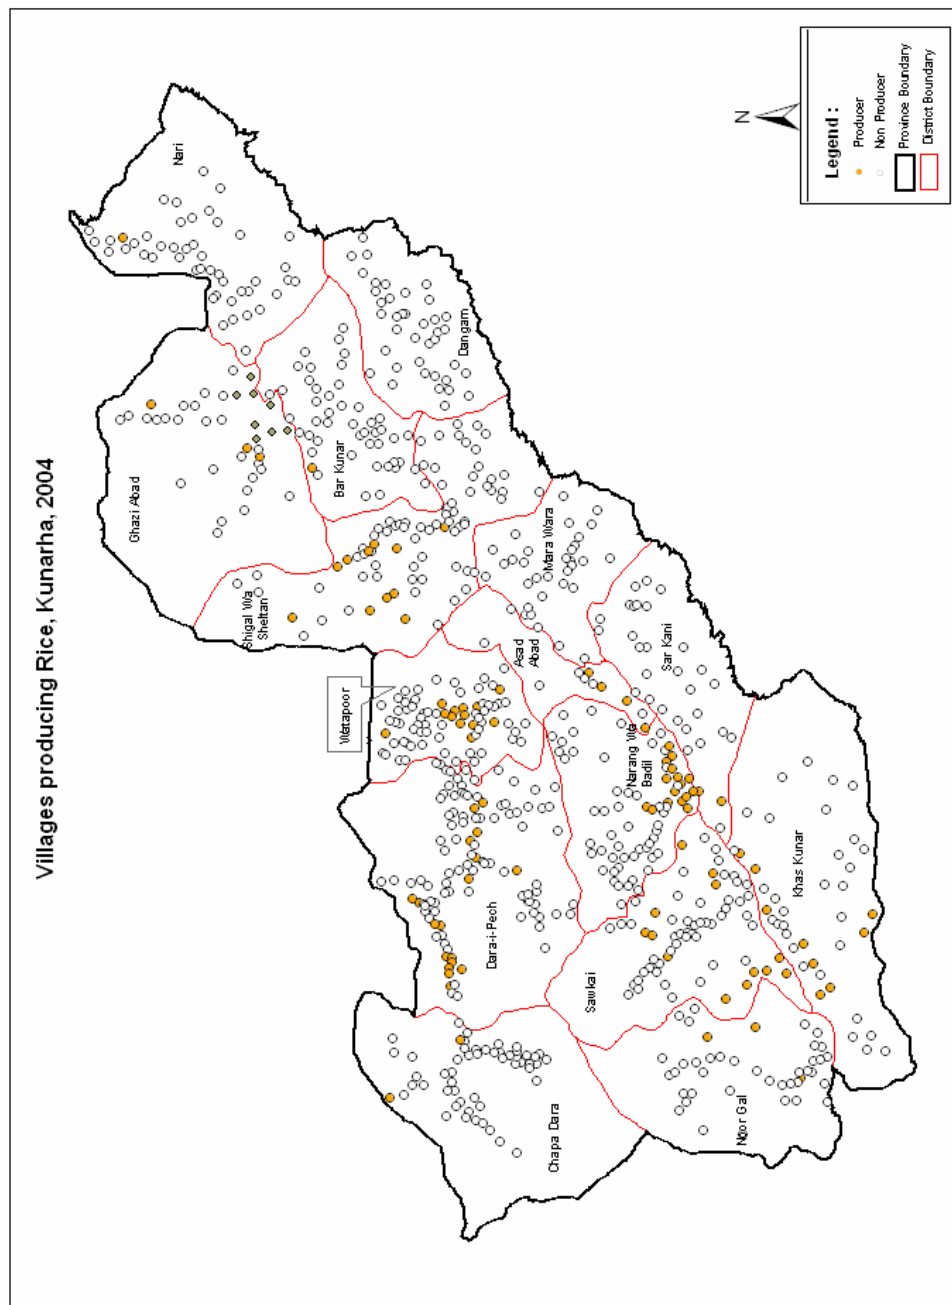 Villages producing Rice, Kunarha, 2004
Nari
Ghazi Abad
Bar Kunar
Dangam
Shigal Wa
Sheltan
Watapoor
Asad
Abad
Mara Wara
Sar Kani
Narang Wa
Badil
Dara-i-Pech
Sawkai
Khas Kunar
Chapa Dara
Noor Gal
N
Legend :
Producer
Non Producer
Province Boundary
District Boundary